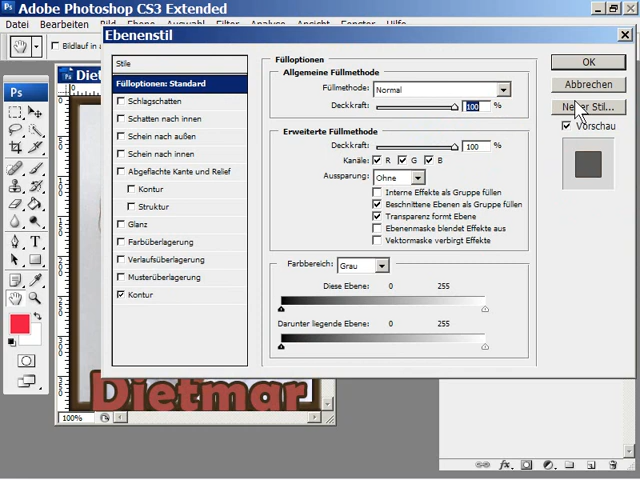 Adobe Photoshop CS3 Extended
Datei Bearbeiten Bild Ebene Auswahl Filter Analyse Ansicht
Bildlauf in a
Ebenenstil
Stile
Fülloptionen: Standard
Schlagschatten
Schatten nach innen
Schein nach außen
Schein nach innen
Abgeflachte Kante und Relief
Kontur
Struktur
Glanz
Farbüberlagerung
Verlaufsüberlagerung
Musterüberlagerung
Kontur
Fülloptionen
Allgemeine Füllmethode
Füllmethode: Normal
Deckkraft: 100 %
Erweiterte Füllmethode
Deckkraft: 100 %
Kanäle: R G B
Aussparung: Ohne
Interne Effekte als Gruppe füllen
Beschnittene Ebenen als Gruppe füllen
Transparenz formt Ebene
Ebenenmaske blendet Effekte aus
Vektormaske verbirgt Effekte
Farbbereich: Grau
Diese Ebene: 0 255
Darunter liegende Ebene: 0 255
OK
Abbrechen
Neuer Stil...
Vorschau
Ps
Ps
Diet
Dietmar
100%